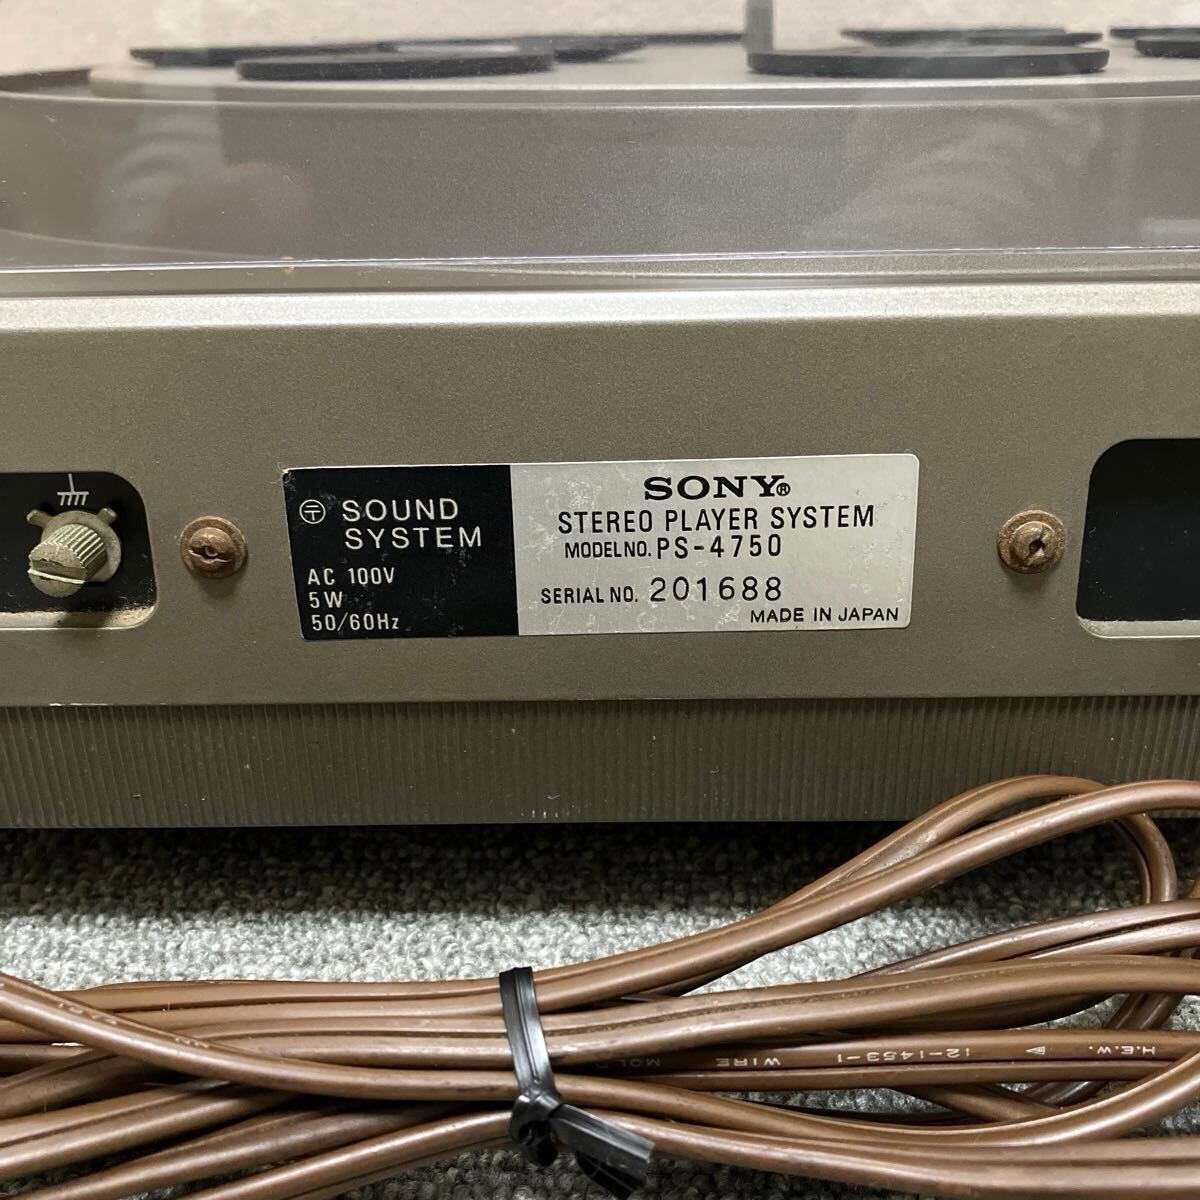 〒 SOUND
SYSTEM
AC 100V
5W
50/60Hz
SONY®
STEREO PLAYER SYSTEM
MODEL NO. PS-4750
SERIAL NO. 201688
MADE IN JAPAN
WIRE 12-1453-1 H.E.W.